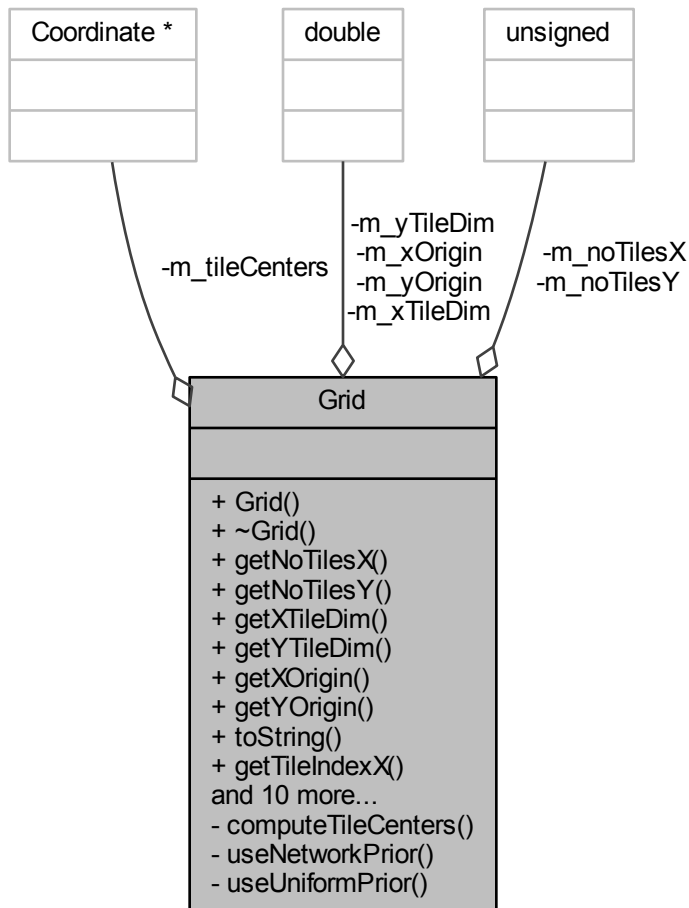 Coordinate *
double
unsigned
-m_tileCenters
-m_yTileDim
-m_xOrigin
-m_yOrigin
-m_xTileDim
-m_noTilesX
-m_noTilesY
Grid
+ Grid()
+ ~Grid()
+ getNoTilesX()
+ getNoTilesY()
+ getXTileDim()
+ getYTileDim()
+ getXOrigin()
+ getYOrigin()
+ toString()
+ getTileIndexX()
and 10 more...
- computeTileCenters()
- useNetworkPrior()
- useUniformPrior()